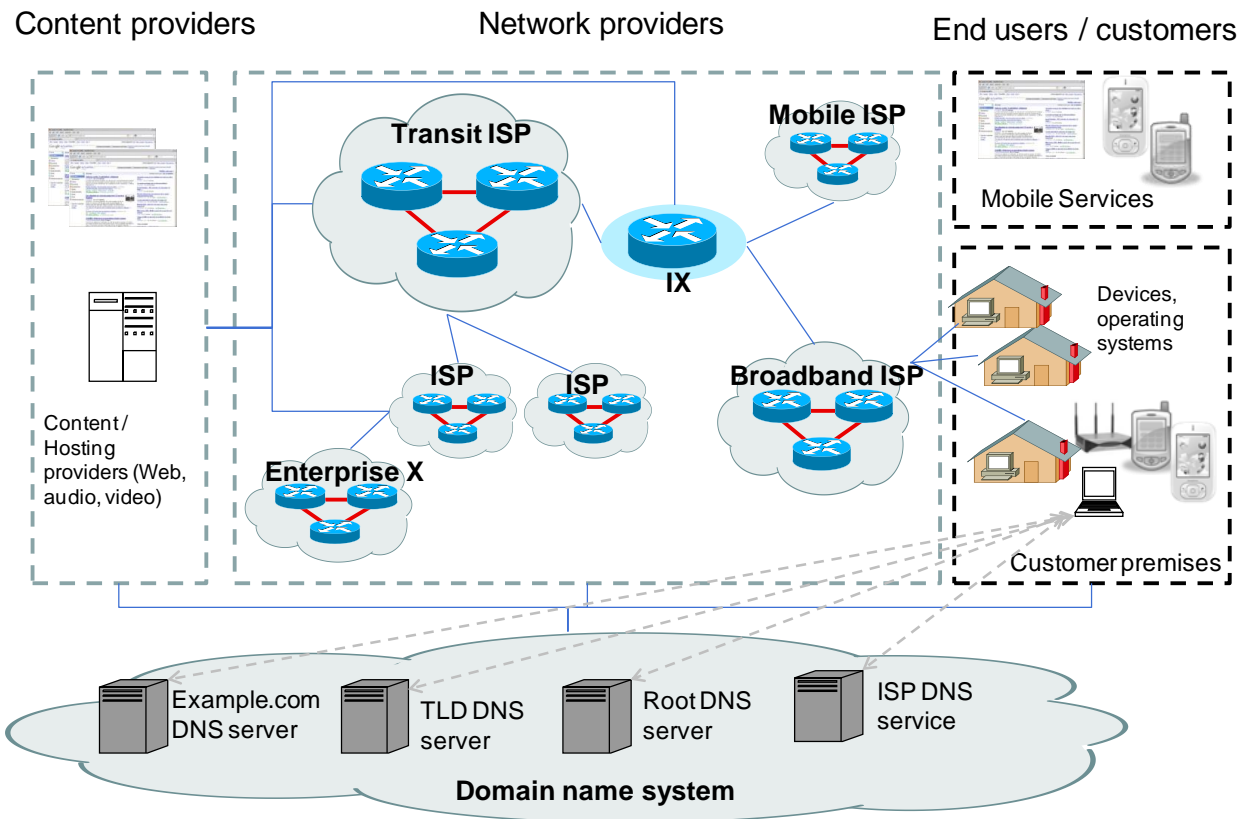 Content providers
Network providers
End users / customers
Transit ISP
Mobile ISP
IX
Mobile Services
Devices,
operating
systems
ISP
ISP
Broadband ISP
Content /
Hosting
providers (Web,
audio, video)
Enterprise X
Customer premises
Example.com
DNS server
TLD DNS
server
Root DNS
server
ISP DNS
service
Domain name system